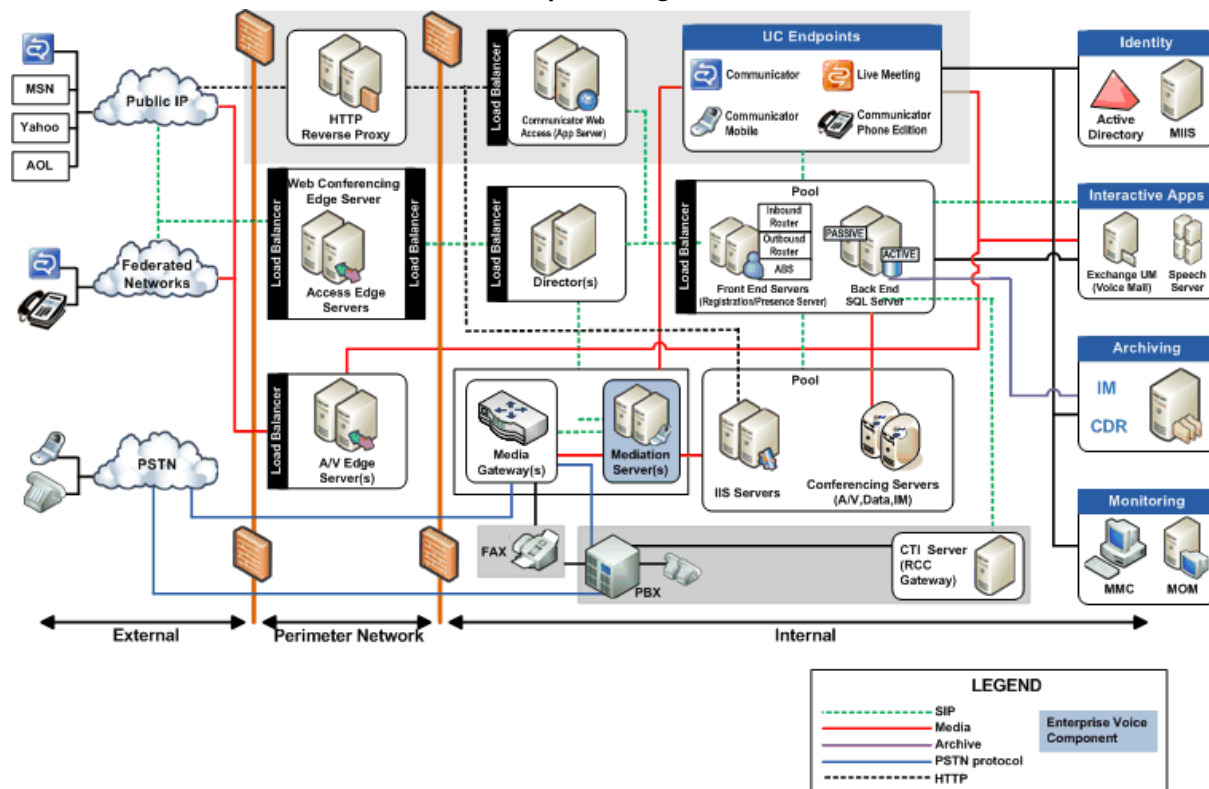 MSN
Yahoo
AOL
Public IP
HTTP
Reverse Proxy
Load Balancer
Communicator Web
Access (App Server)
UC Endpoints
Communicator
Live Meeting
Communicator
Mobile
Communicator
Phone Edition
Identity
Active
Directory
MIIS
Federated
Networks
Load Balancer
Web Conferencing
Edge Server
Access Edge
Servers
Load Balancer
Load Balancer
Director(s)
Load Balancer
Pool
Inbound
Router
Outbound
Router
ABS
Front End Servers
(Registration/Presence Server)
PASSIVE
ACTIVE
Back End
SQL Server
Interactive Apps
Exchange UM
(Voice Mail)
Speech
Server
PSTN
Load Balancer
A/V Edge
Server(s)
Media
Gateway(s)
Mediation
Server(s)
Pool
IIS Servers
Conferencing Servers
(A/V,Data,IM)
Archiving
IM
CDR
FAX
PBX
CTI Server
(RCC
Gateway)
Monitoring
MMC
MOM
External
Perimeter Network
Internal
LEGEND
SIP
Media
Archive
PSTN protocol
HTTP
Enterprise Voice
Component